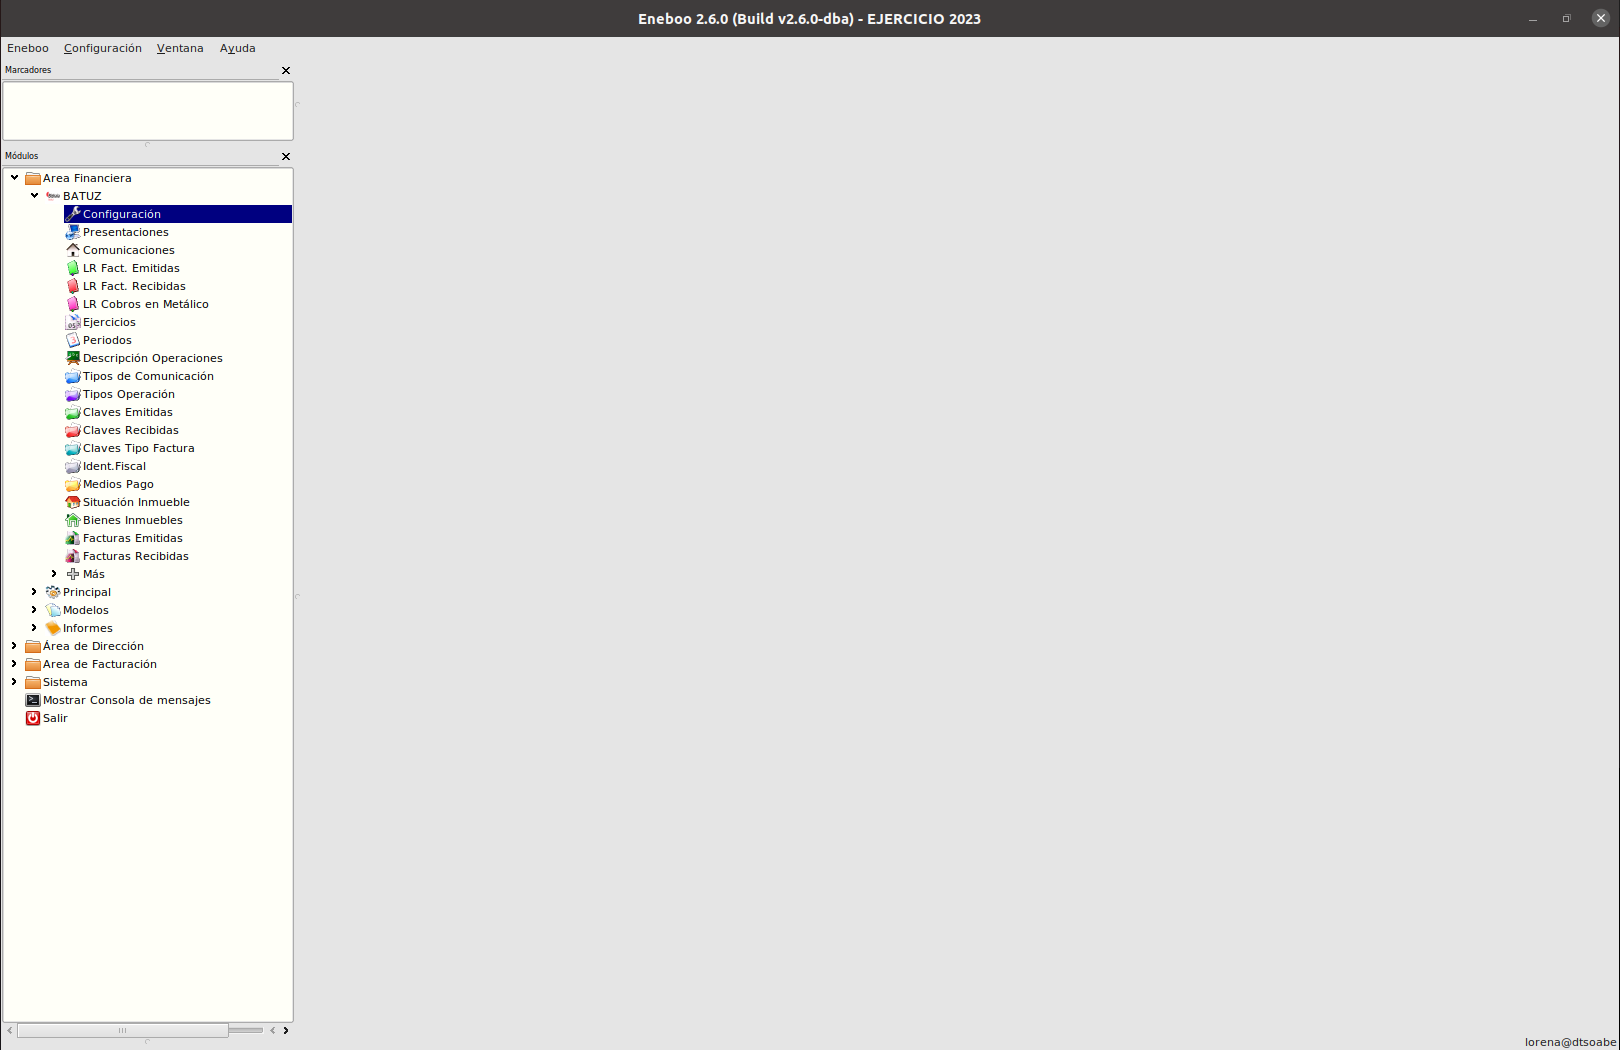 Eneboo 2.6.0 (Build v2.6.0-dba) - EJERCICIO 2023
Eneboo Configuración Ventana Ayuda
Marcadores
Módulos
Area Financiera
BATUZ
Configuración
Presentaciones
Comunicaciones
LR Fact. Emitidas
LR Fact. Recibidas
LR Cobros en Metálico
Ejercicios
Periodos
Descripción Operaciones
Tipos de Comunicación
Tipos Operación
Claves Emitidas
Claves Recibidas
Claves Tipo Factura
Ident.Fiscal
Medios Pago
Situación Inmueble
Bienes Inmuebles
Facturas Emitidas
Facturas Recibidas
Más
Principal
Modelos
Informes
Área de Dirección
Area de Facturación
Sistema
Mostrar Consola de mensajes
Salir
lorena@dtsoabe